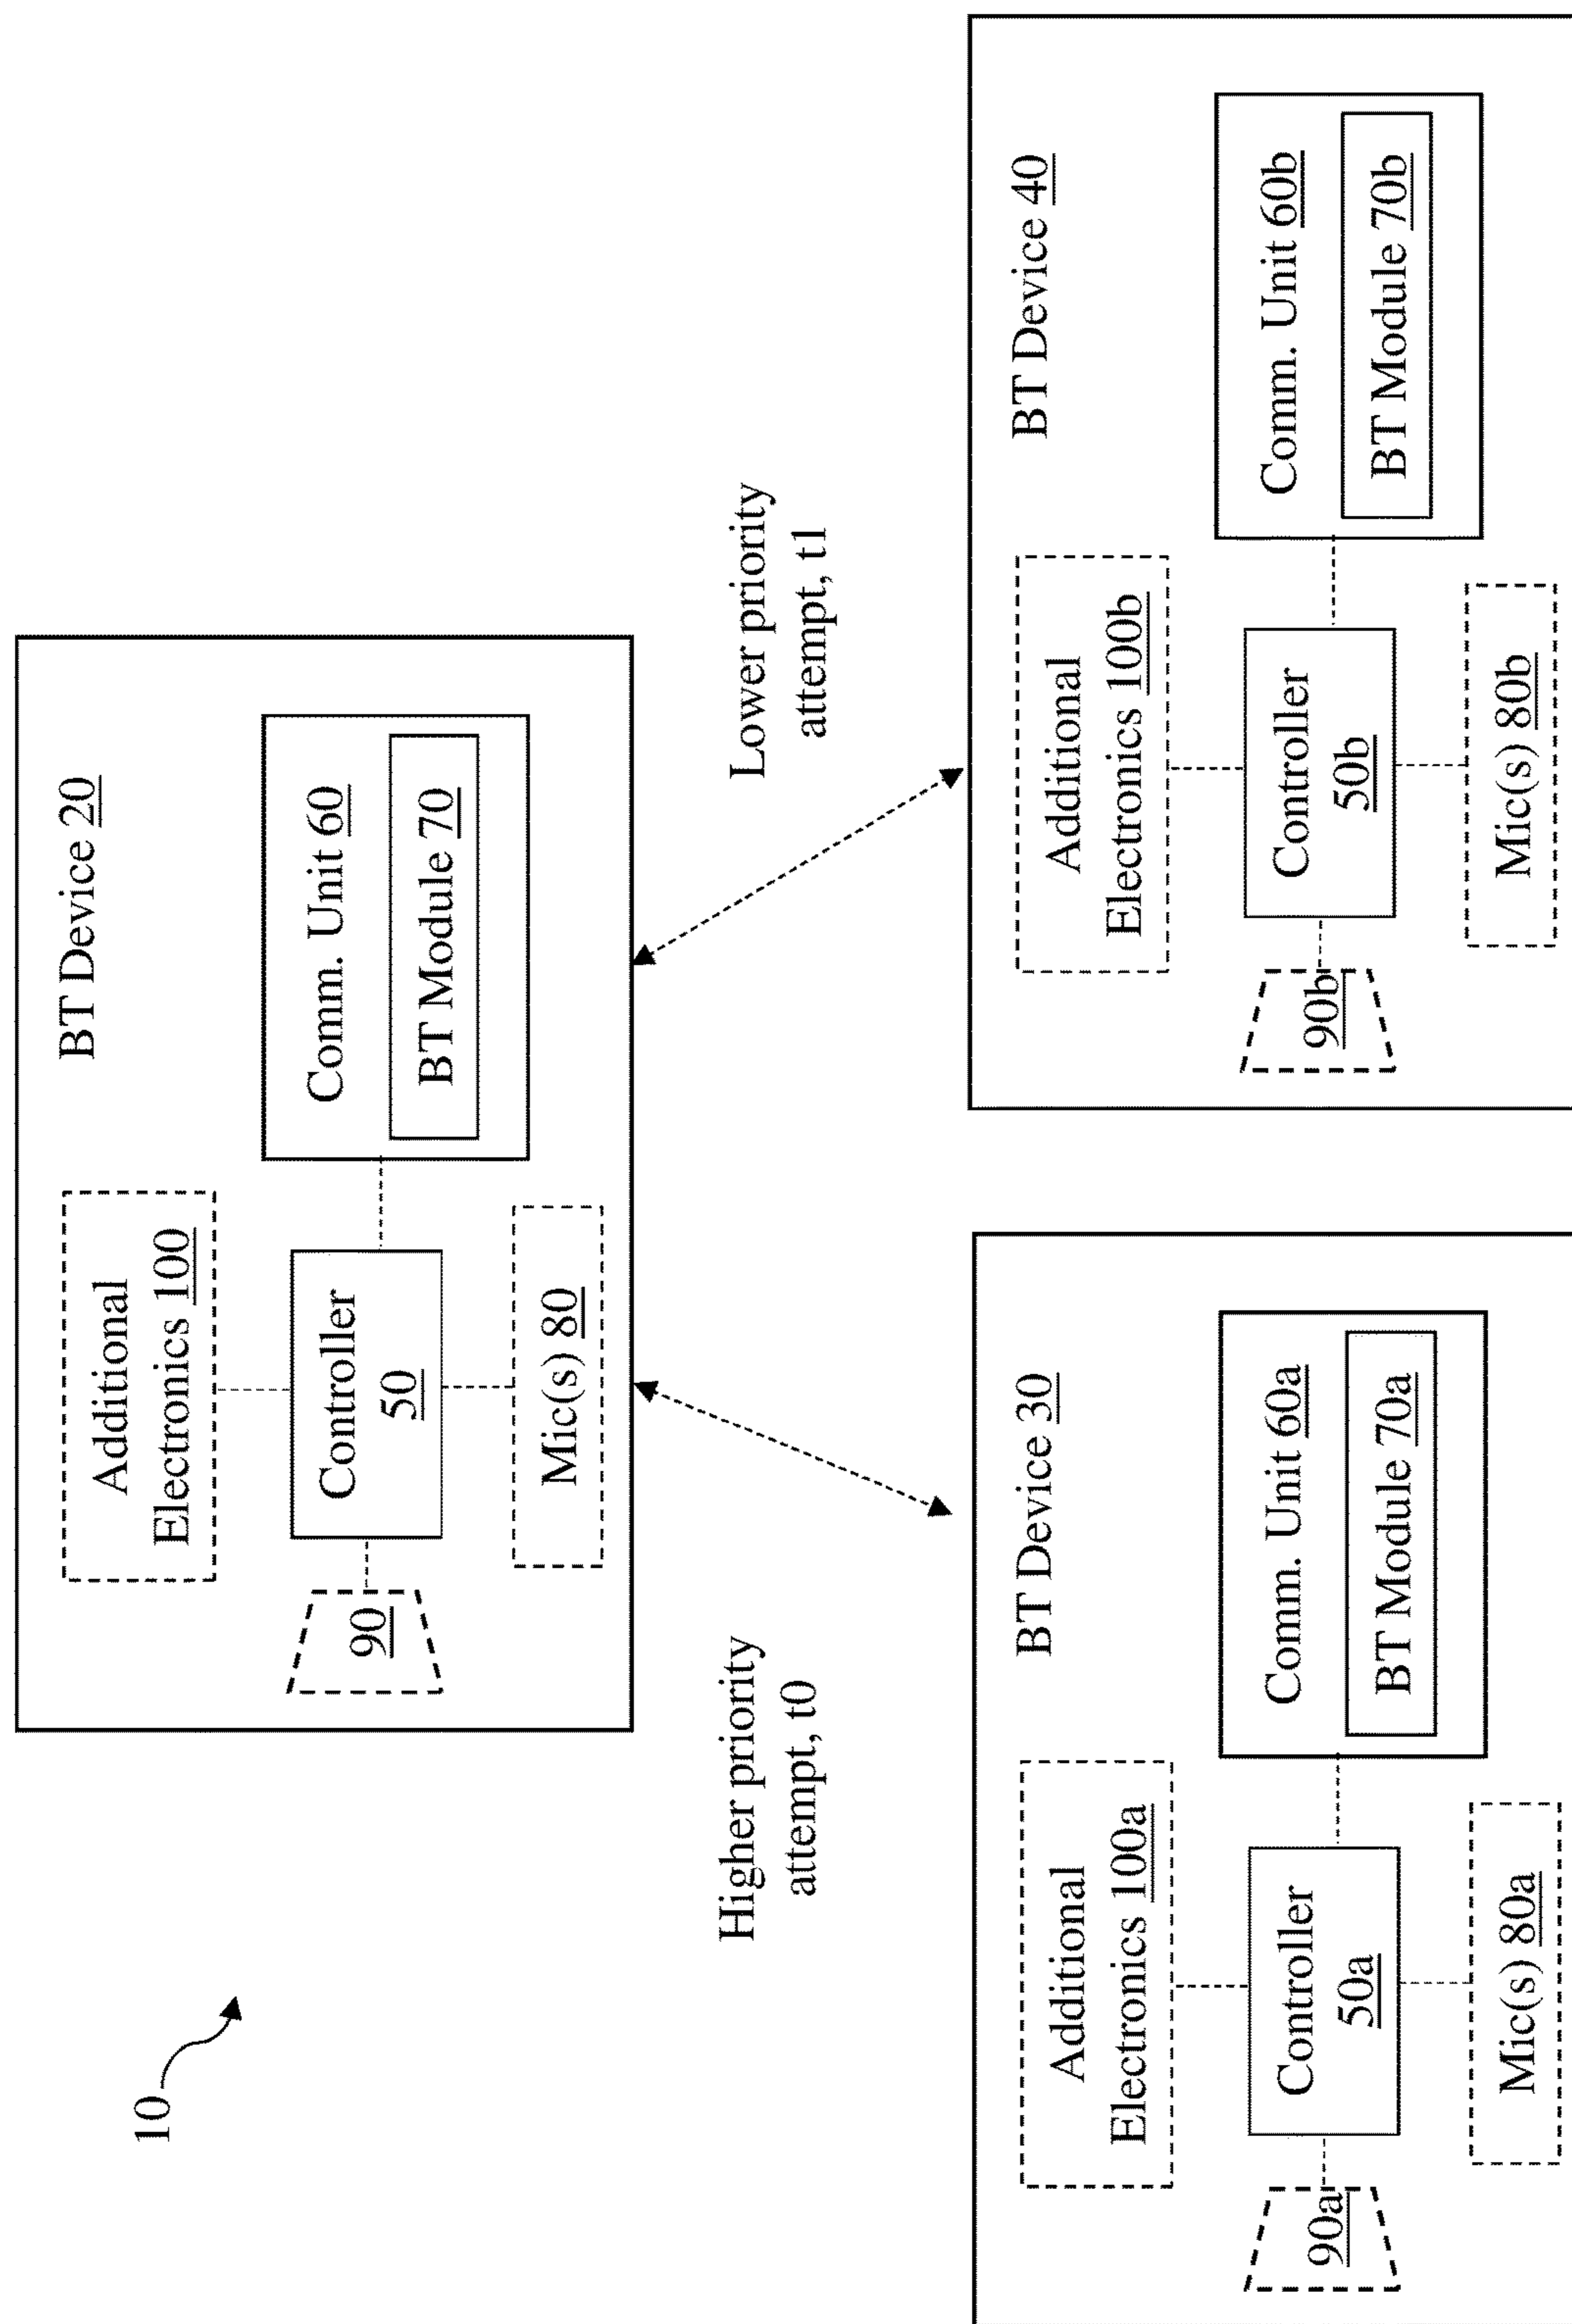 10
BT Device 20
Additional
Electronics 100
Comm. Unit 60
BT Module 70
90
Controller
50
Mic(s) 80
Higher priority
attempt, t0
Lower priority
attempt, t1
BT Device 30
Additional
Electronics 100a
Comm. Unit 60a
BT Module 70a
90a
Controller
50a
Mic(s) 80a
BT Device 40
Additional
Electronics 100b
Comm. Unit 60b
BT Module 70b
90b
Controller
50b
Mic(s) 80b